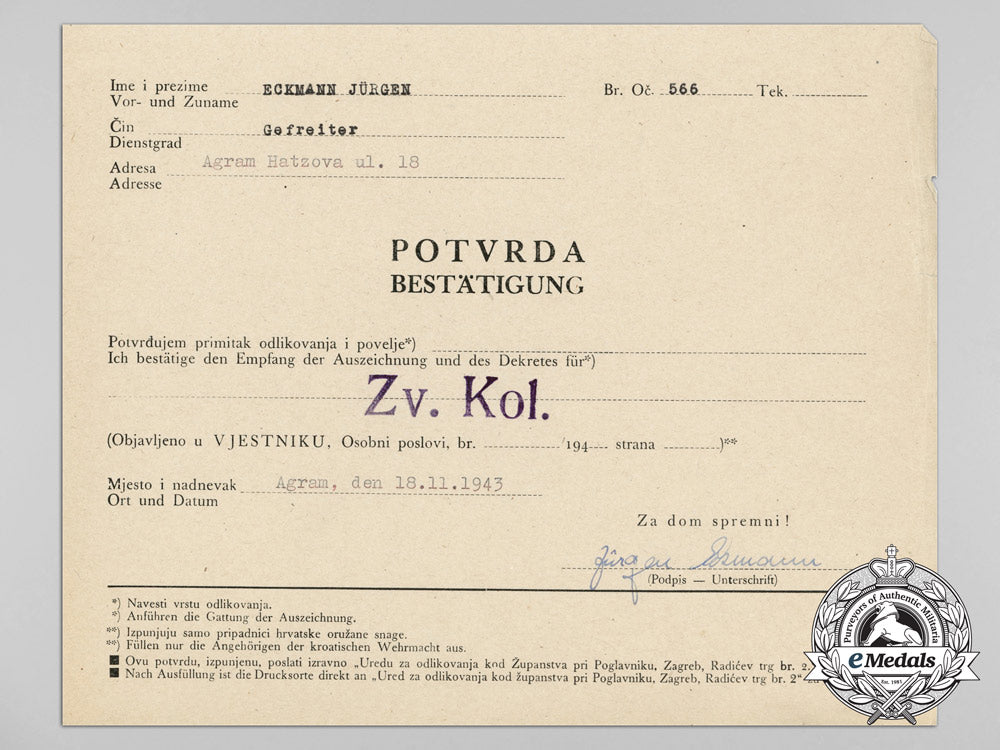 Ime i prezime ECKMANN JÜRGEN Br. Oč. 566 Tek.
Vor- und Zuname
Čin Gefreiter
Dienstgrad
Adresa Agram Hatzova ul. 18
Adresse
POTVRDA
BESTÄTIGUNG
Potvrđujem primitak odlikovanja i povelje*)
Ich bestätige den Empfang der Auszeichnung und des Dekretes für*)
Zv. Kol.
(Objavljeno u VJESTNIKU, Osobni poslovi, br. /194 strana )**
Mjesto i nadnevak Agram, den 18.11.1943
Ort und Datum
Za dom spremni!
Jürgen Eckmann
(Podpis — Unterschrift)
*) Navesti vrstu odlikovanja.
*) Anführen die Gattung der Auszeichnung.
**) Izpunjuju samo pripadnici hrvatske oružane snage.
**) Füllen nur die Angehörigen der kroatischen Wehrmacht aus.
■ Ovu potvrdu, izpunjenu, poslati izravno „Uredu za odlikovanja kod Županstva pri Poglavniku, Zagreb, Radićev trg br. 2.
■ Nach Ausfüllung ist die Drucksorte direkt an „Ured za odlikovanja kod županstva pri Poglavniku, Zagreb, Radićev trg br. 2“
Purveyors of Authentic Militaria
eMedals
Est. 1981